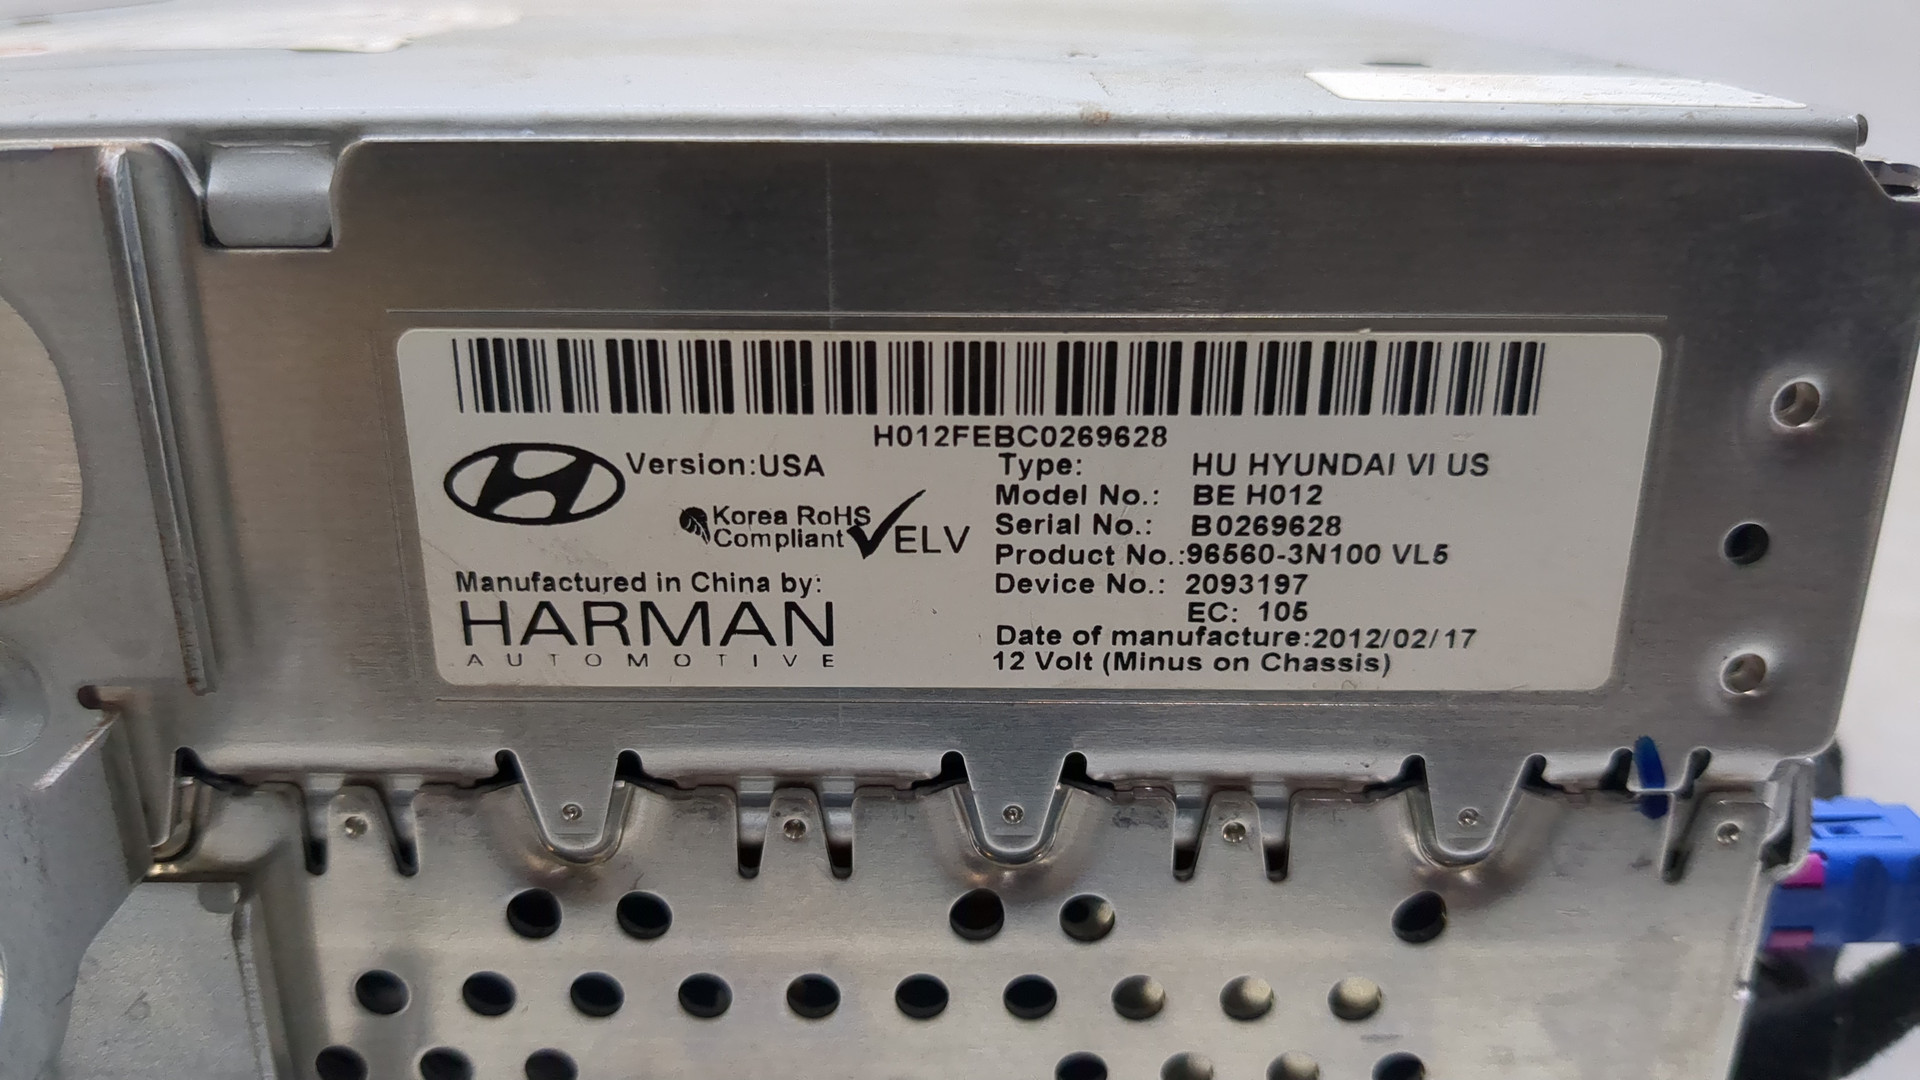 H012FEBC0269628
Version:USA
Korea RoHS
Compliant
ELV
Manufactured in China by:
HARMAN
AUTOMOTIVE
Type: HU HYUNDAI VI US
Model No.: BE H012
Serial No.: B0269628
Product No.:96560-3N100 VL5
Device No.: 2093197
EC: 105
Date of manufacture:2012/02/17
12 Volt (Minus on Chassis)